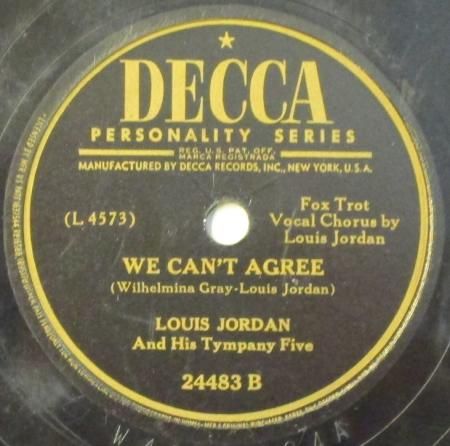 DECCA
PERSONALITY SERIES
REG. U.S. PAT. OFF.
MARCA REGISTRADA
MANUFACTURED BY DECCA RECORDS, INC., NEW YORK, U.S.A.
(L 4573)
Fox Trot
Vocal Chorus by
Louis Jordan
WE CAN'T AGREE
(Wilhelmina Gray-Louis Jordan)
LOUIS JORDAN
And His Tympany Five
24483 B